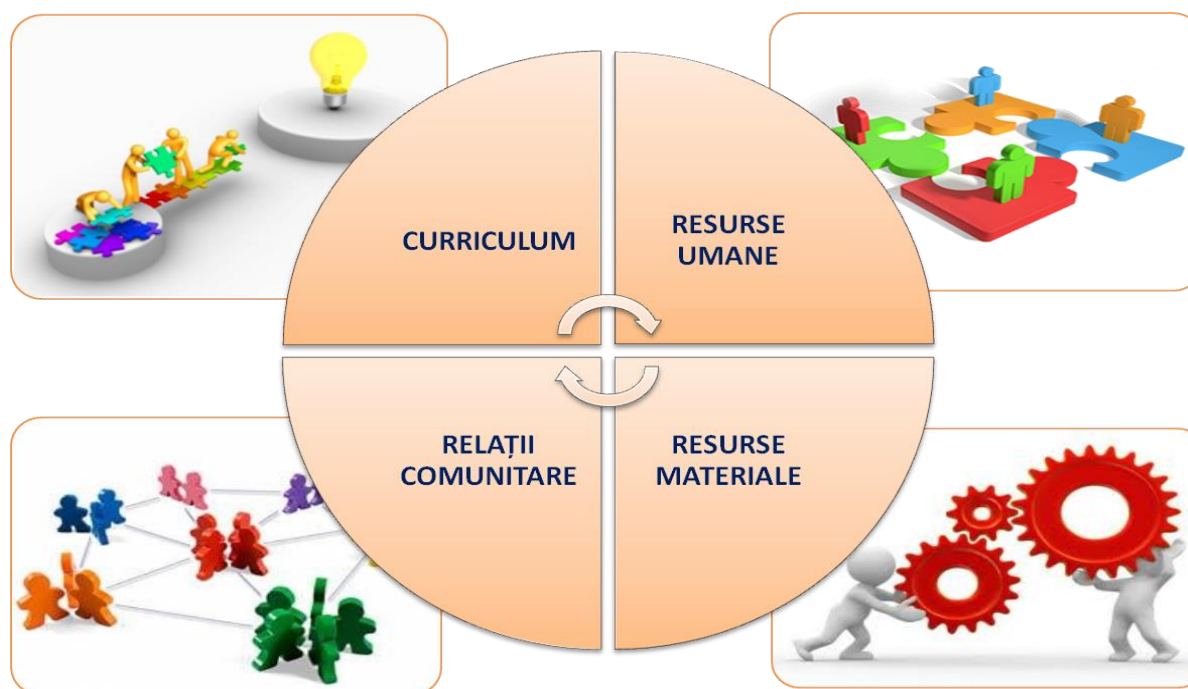 CURRICULUM
RESURSE
UMANE
RELAȚII
COMUNITARE
RESURSE
MATERIALE